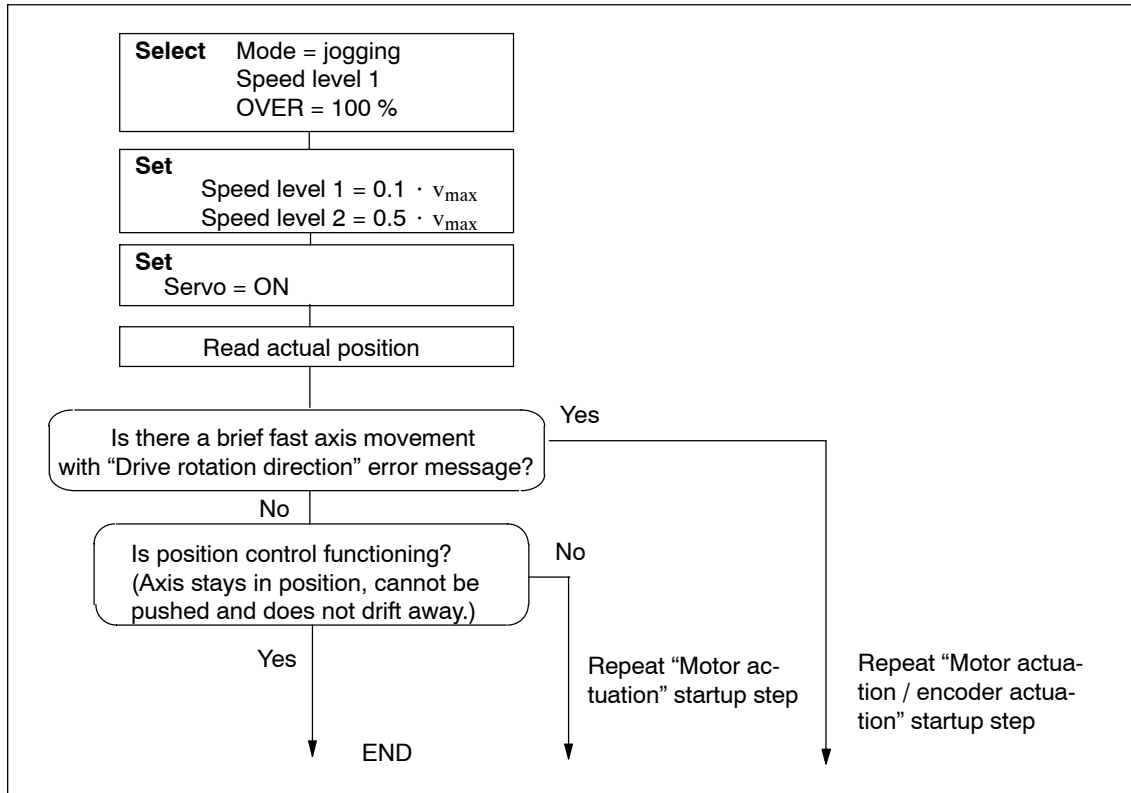 Select Mode = jogging
Speed level 1
OVER = 100 %
Set
Speed level 1 = 0.1 · vmax
Speed level 2 = 0.5 · vmax
Set
Servo = ON
Read actual position
Is there a brief fast axis movement
with “Drive rotation direction” error message?
Yes
No
Is position control functioning?
(Axis stays in position, cannot be
pushed and does not drift away.)
No
Yes
Repeat “Motor ac-
tuation” startup step
Repeat “Motor actua-
tion / encoder actua-
tion” startup step
END